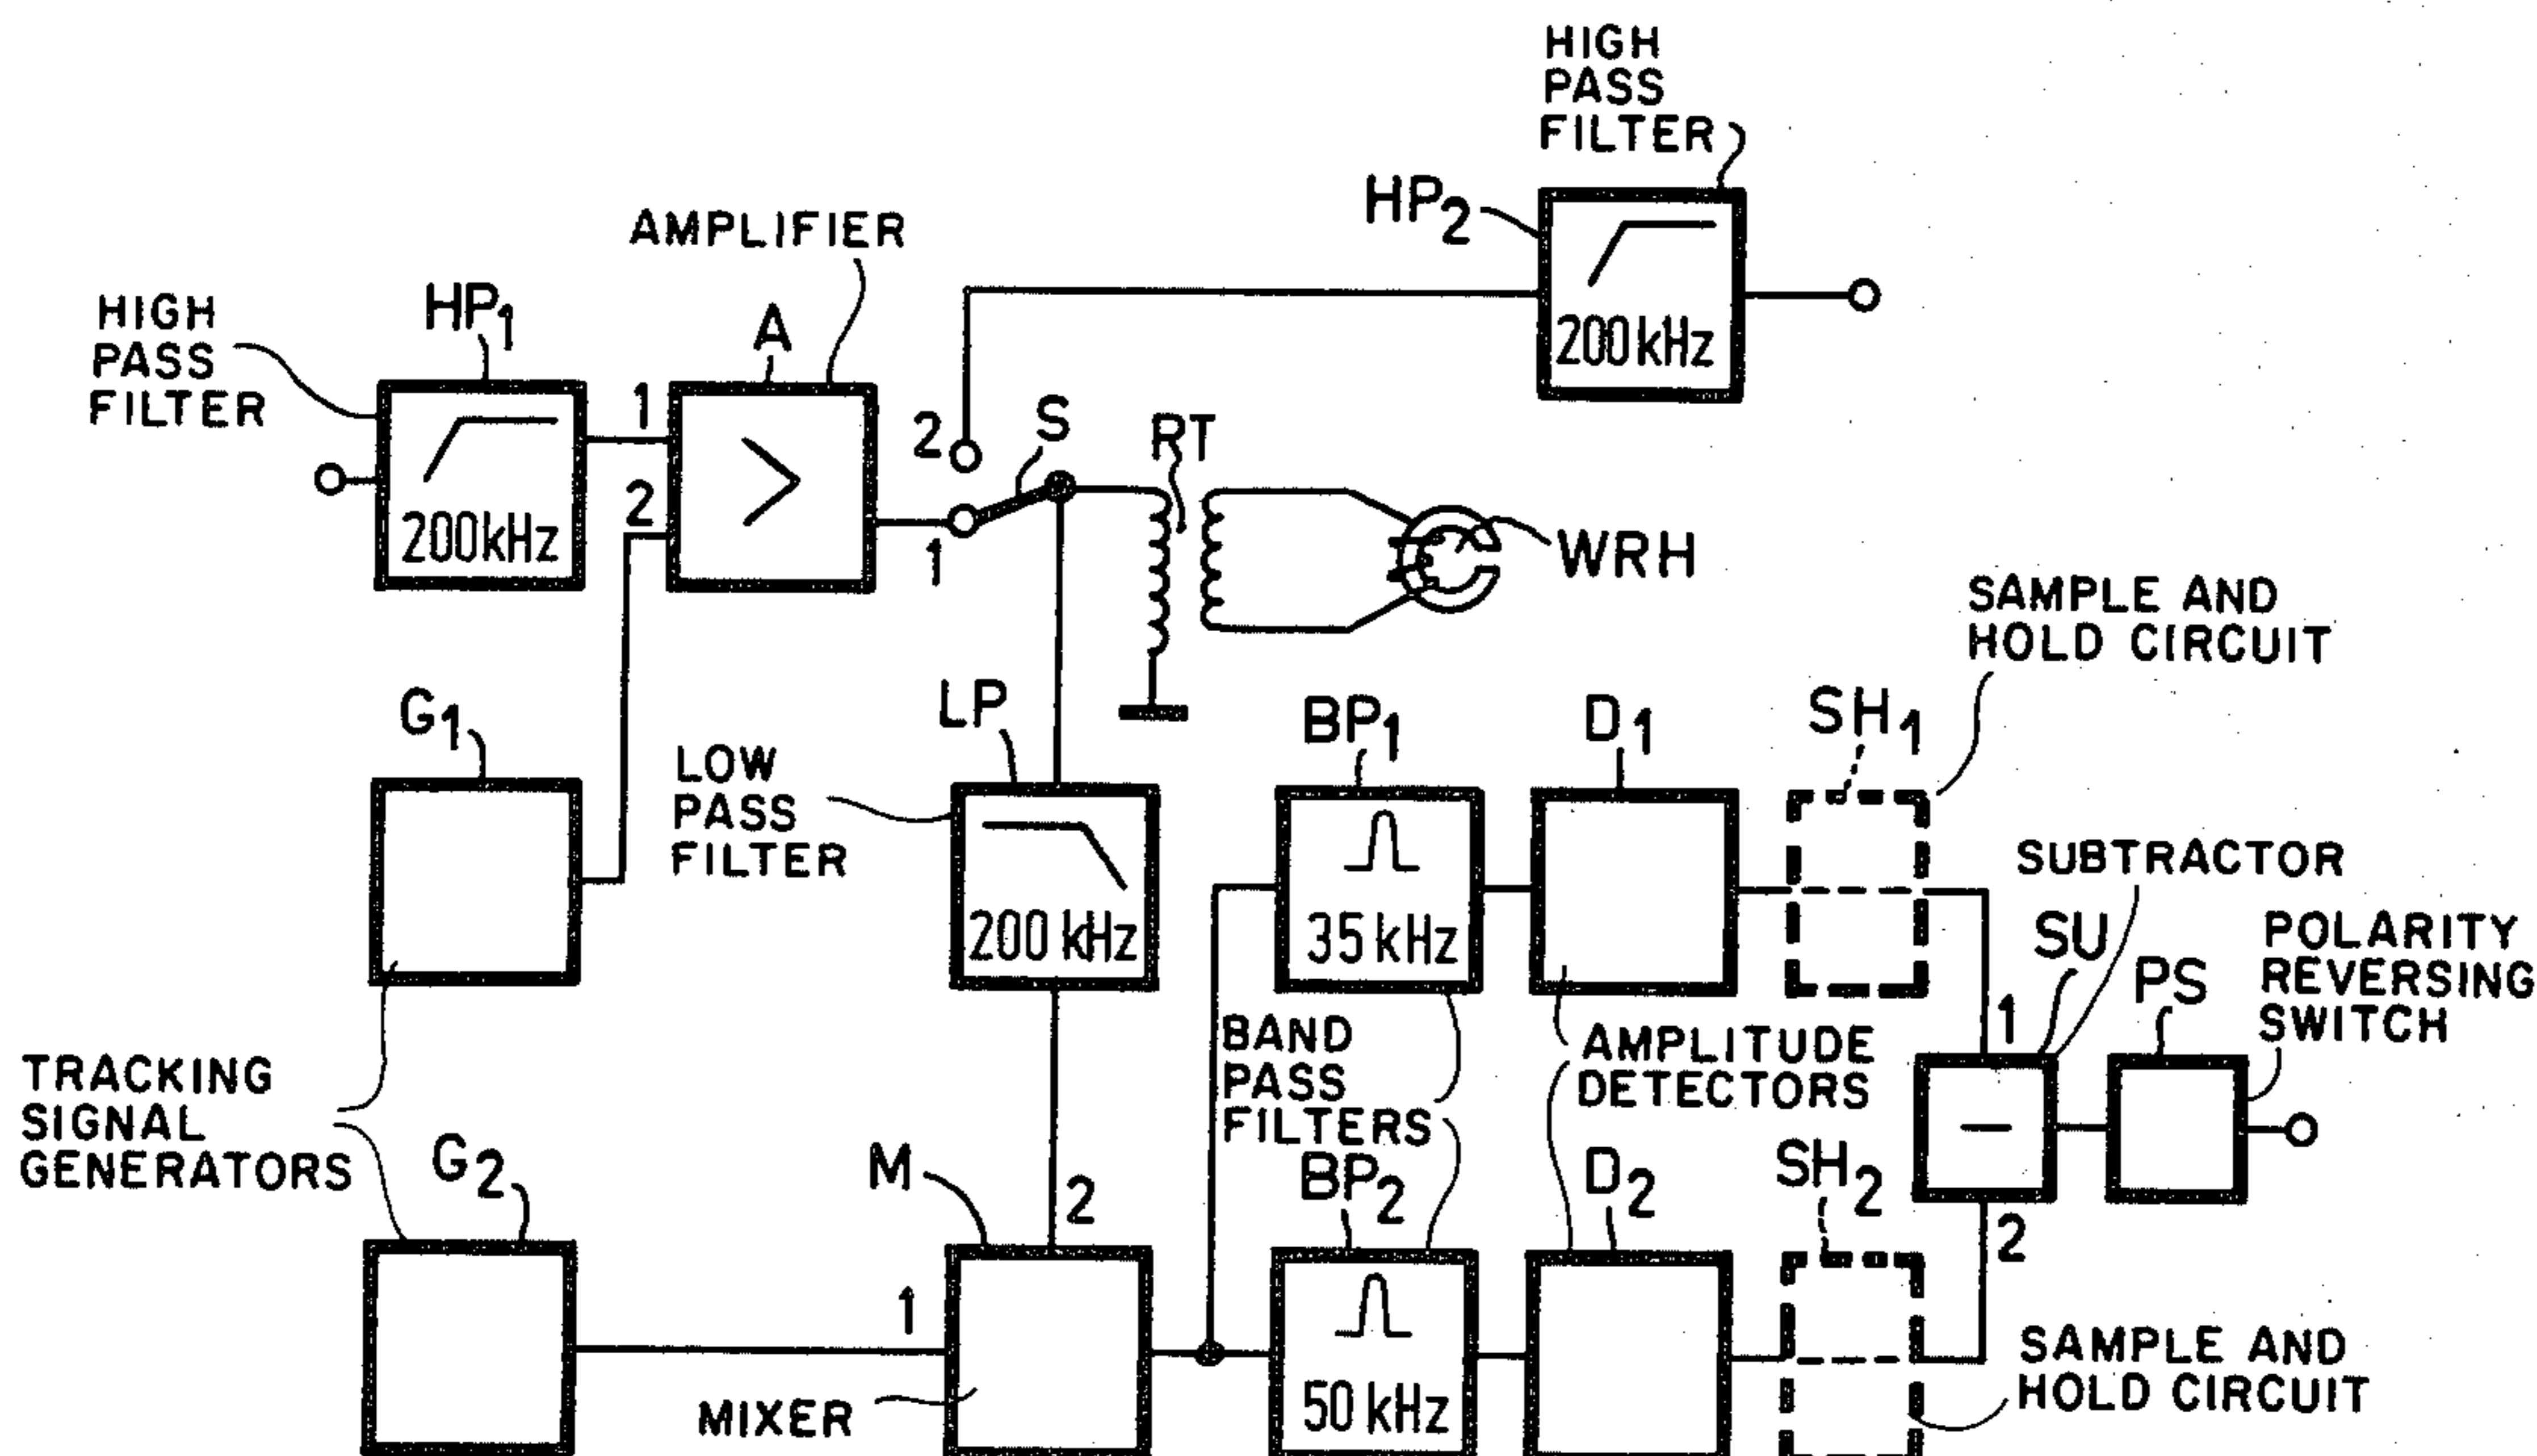 HIGH
PASS
FILTER
HP2
200kHz
AMPLIFIER
HIGH
PASS
FILTER
HP1
200kHz
A
>
1
2
2
1
S
RT
WRH
SAMPLE AND
HOLD CIRCUIT
G1
LOW
PASS
FILTER
LP
200 kHz
BP1
35 kHz
D1
SH1
SUBTRACTOR
SU
PS
POLARITY
REVERSING
SWITCH
1
2
–
TRACKING
SIGNAL
GENERATORS
G2
BAND
PASS
FILTERS
AMPLITUDE
DETECTORS
M
2
1
MIXER
BP2
50 kHz
D2
SH2
SAMPLE AND
HOLD CIRCUIT